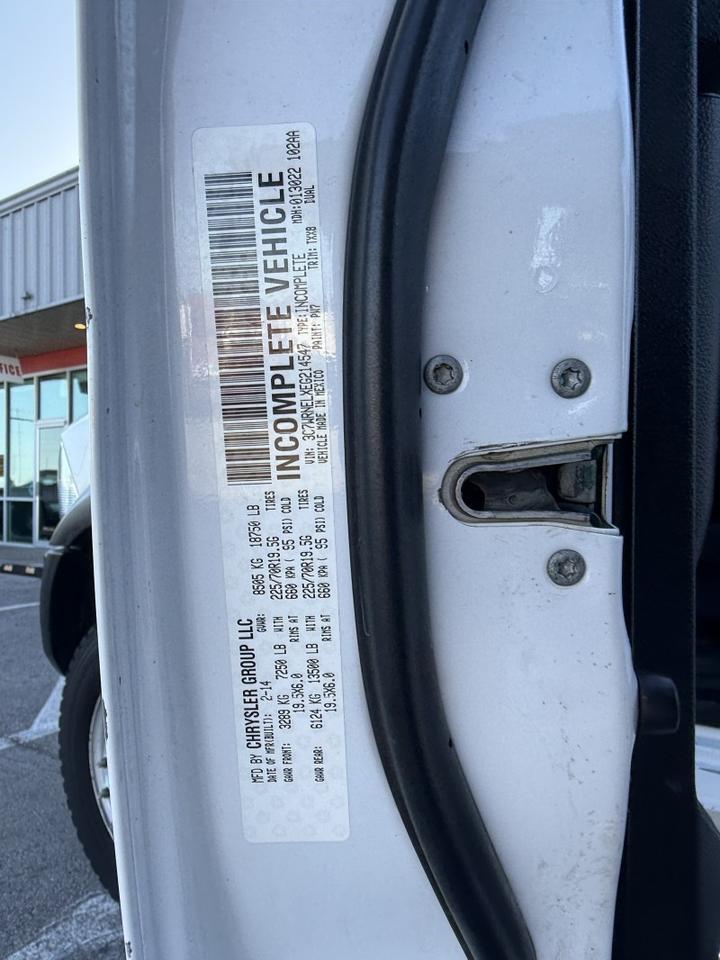 MFD BY CHRYSLER GROUP LLC
DATE OF MFR(BUILT): 2-14 GVWR: 8505 KG 18750 LB
GAWR FRONT: 3289 KG 7250 LB WITH 225/70R19.5G TIRES
19.5X6.0 RIMS AT 660 KPA ( 95 PSI) COLD
GAWR REAR: 6124 KG 13500 LB WITH 225/70R19.5G TIRES
19.5X6.0 RIMS AT 660 KPA ( 95 PSI) COLD
INCOMPLETE VEHICLE
MDH:013022 102AA
VIN: 3C7WRNELXEG214547 TYPE:INCOMPLETE DUAL
VEHICLE MADE IN MEXICO PAINT: PW7 TRIM: TXX8
FICE